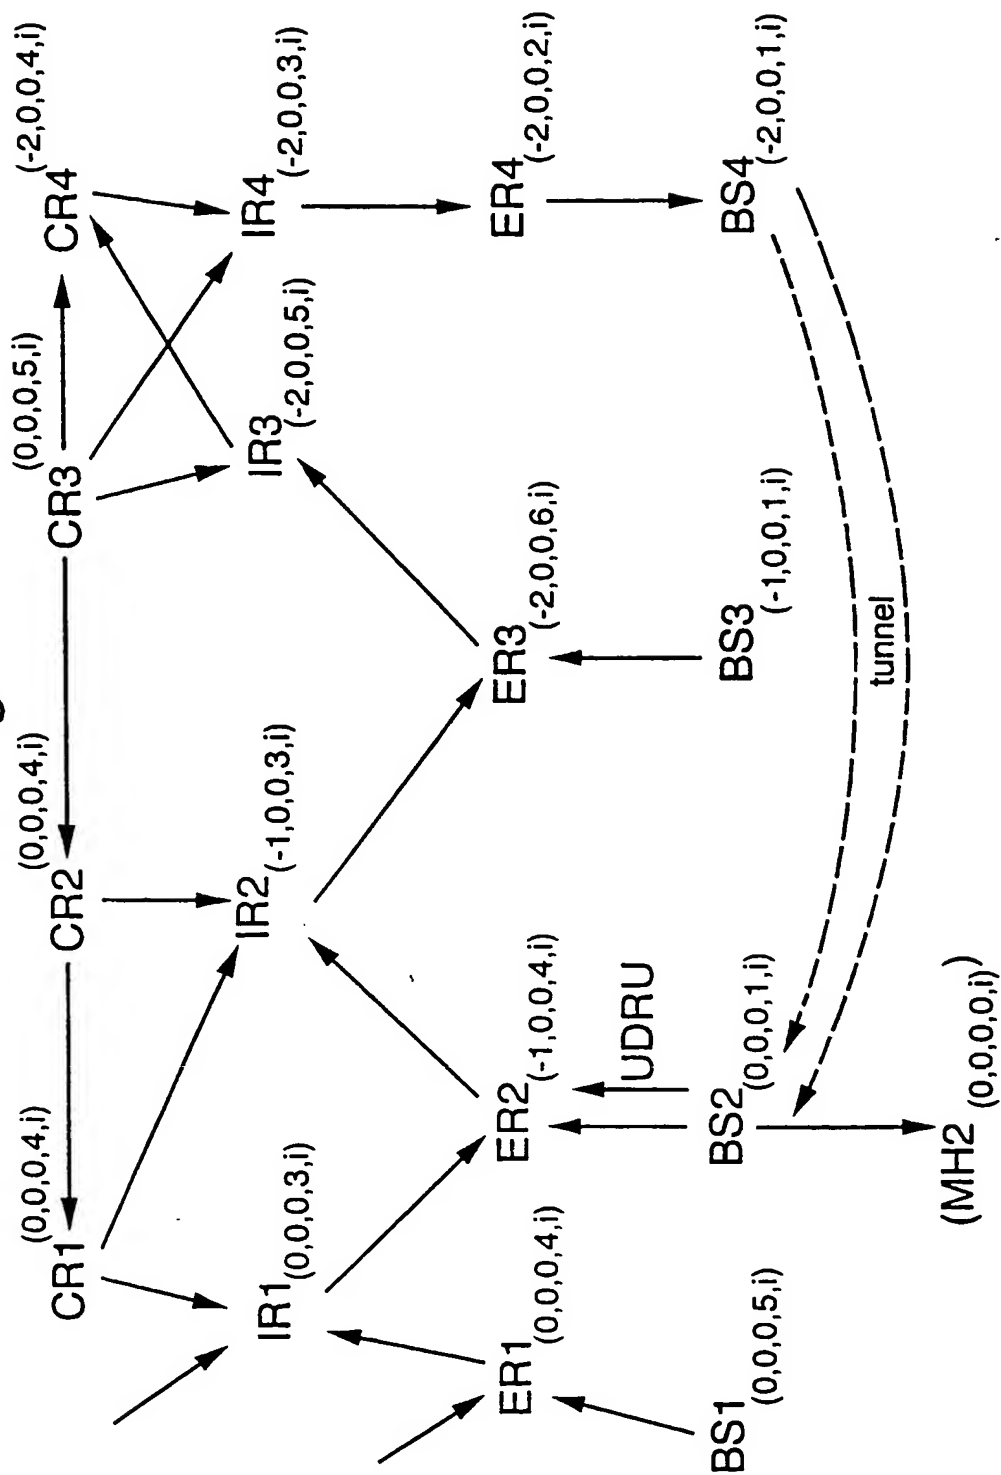 CR1 (0,0,0,4,i)
CR2 (0,0,0,4,i)
CR3 (0,0,0,5,i)
CR4 (-2,0,0,4,i)
IR1 (0,0,0,3,i)
IR2 (-1,0,0,3,i)
IR3 (-2,0,0,5,i)
IR4 (-2,0,0,3,i)
ER1 (0,0,0,4,i)
ER2 (-1,0,0,4,i)
ER3 (-2,0,0,6,i)
ER4 (-2,0,0,2,i)
UDRU
BS1 (0,0,0,5,i)
BS2 (0,0,0,1,i)
BS3 (-1,0,0,1,i)
BS4 (-2,0,0,1,i)
tunnel
(MH2 (0,0,0,0,i))